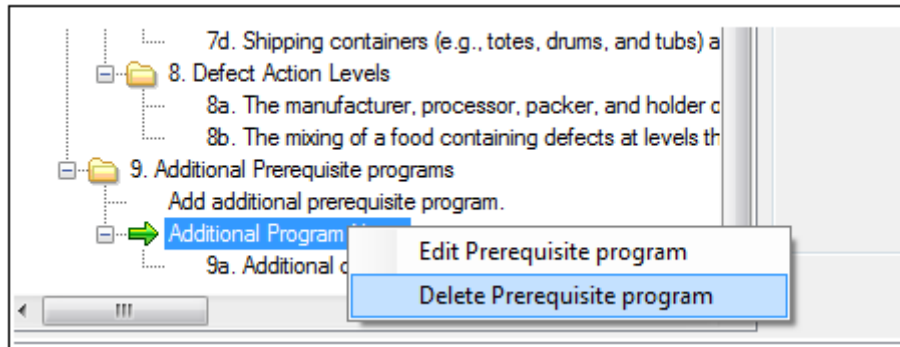 7d. Shipping containers (e.g., totes, drums, and tubs) a
8. Defect Action Levels
8a. The manufacturer, processor, packer, and holder o
8b. The mixing of a food containing defects at levels th
9. Additional Prerequisite programs
Add additional prerequisite program.
Additional Program
9a. Additional
Edit Prerequisite program
Delete Prerequisite program